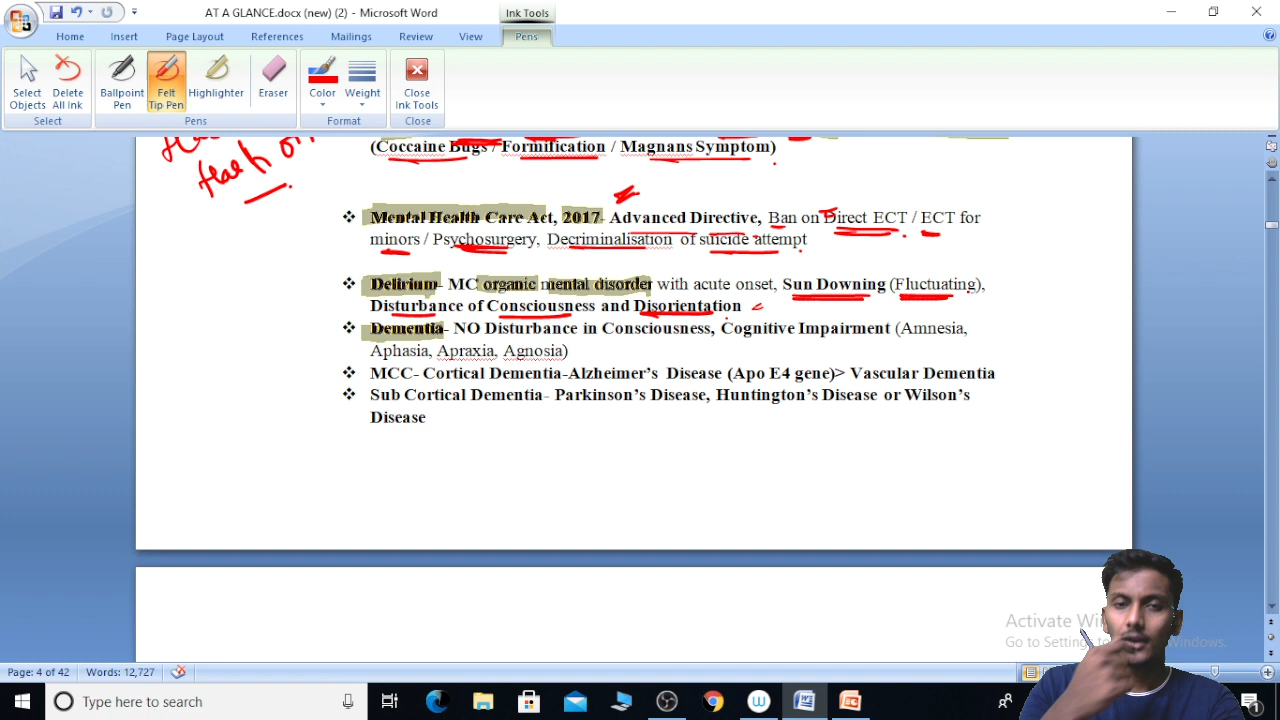 AT A GLANCE.docx (new) (2) - Microsoft Word
Ink Tools
Home Insert Page Layout References Mailings Review View Pens
Select Objects
Delete All Ink
Ballpoint Pen
Felt Tip Pen
Highlighter
Eraser
Color
Weight
Close Ink Tools
Select Pens Format Close
(Coccaine Bugs / Formification / Magnans Symptom)
❖ Mental Health Care Act, 2017- Advanced Directive, Ban on Direct ECT / ECT for
minors / Psychosurgery, Decriminalisation of suicide attempt
❖ Delirium- MC organic mental disorder with acute onset, Sun Downing (Fluctuating),
Disturbance of Consciousness and Disorientation
❖ Dementia- NO Disturbance in Consciousness, Cognitive Impairment (Amnesia,
Aphasia, Apraxia, Agnosia)
❖ MCC- Cortical Dementia-Alzheimer's Disease (Apo E4 gene)> Vascular Dementia
❖ Sub Cortical Dementia- Parkinson's Disease, Huntington's Disease or Wilson's
Disease
Activate Wi
Go to Settings to Windows.
Page: 4 of 42 Words: 12,727
Type here to search